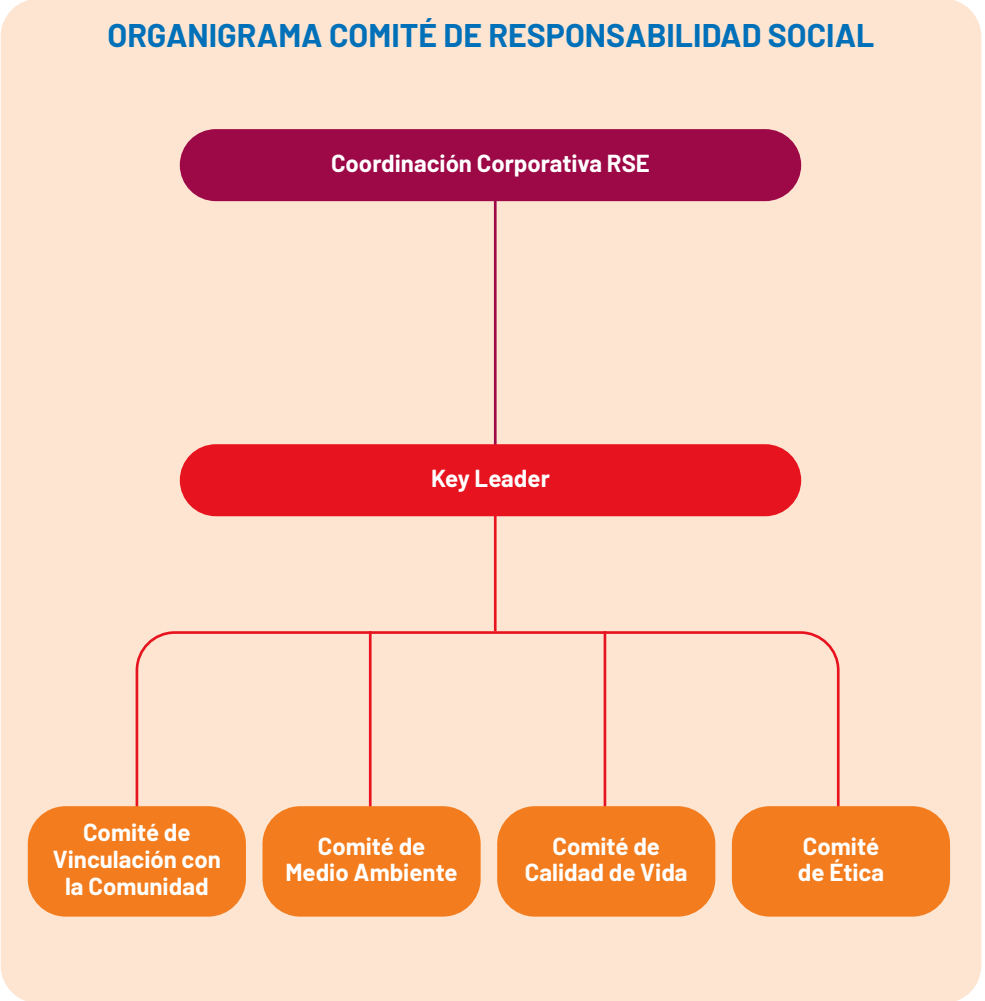 ORGANIGRAMA COMITÉ DE RESPONSABILIDAD SOCIAL
Coordinación Corporativa RSE
Key Leader
Comité de
Vinculación con
la Comunidad
Comité de
Medio Ambiente
Comité de
Calidad de Vida
Comité
de Ética